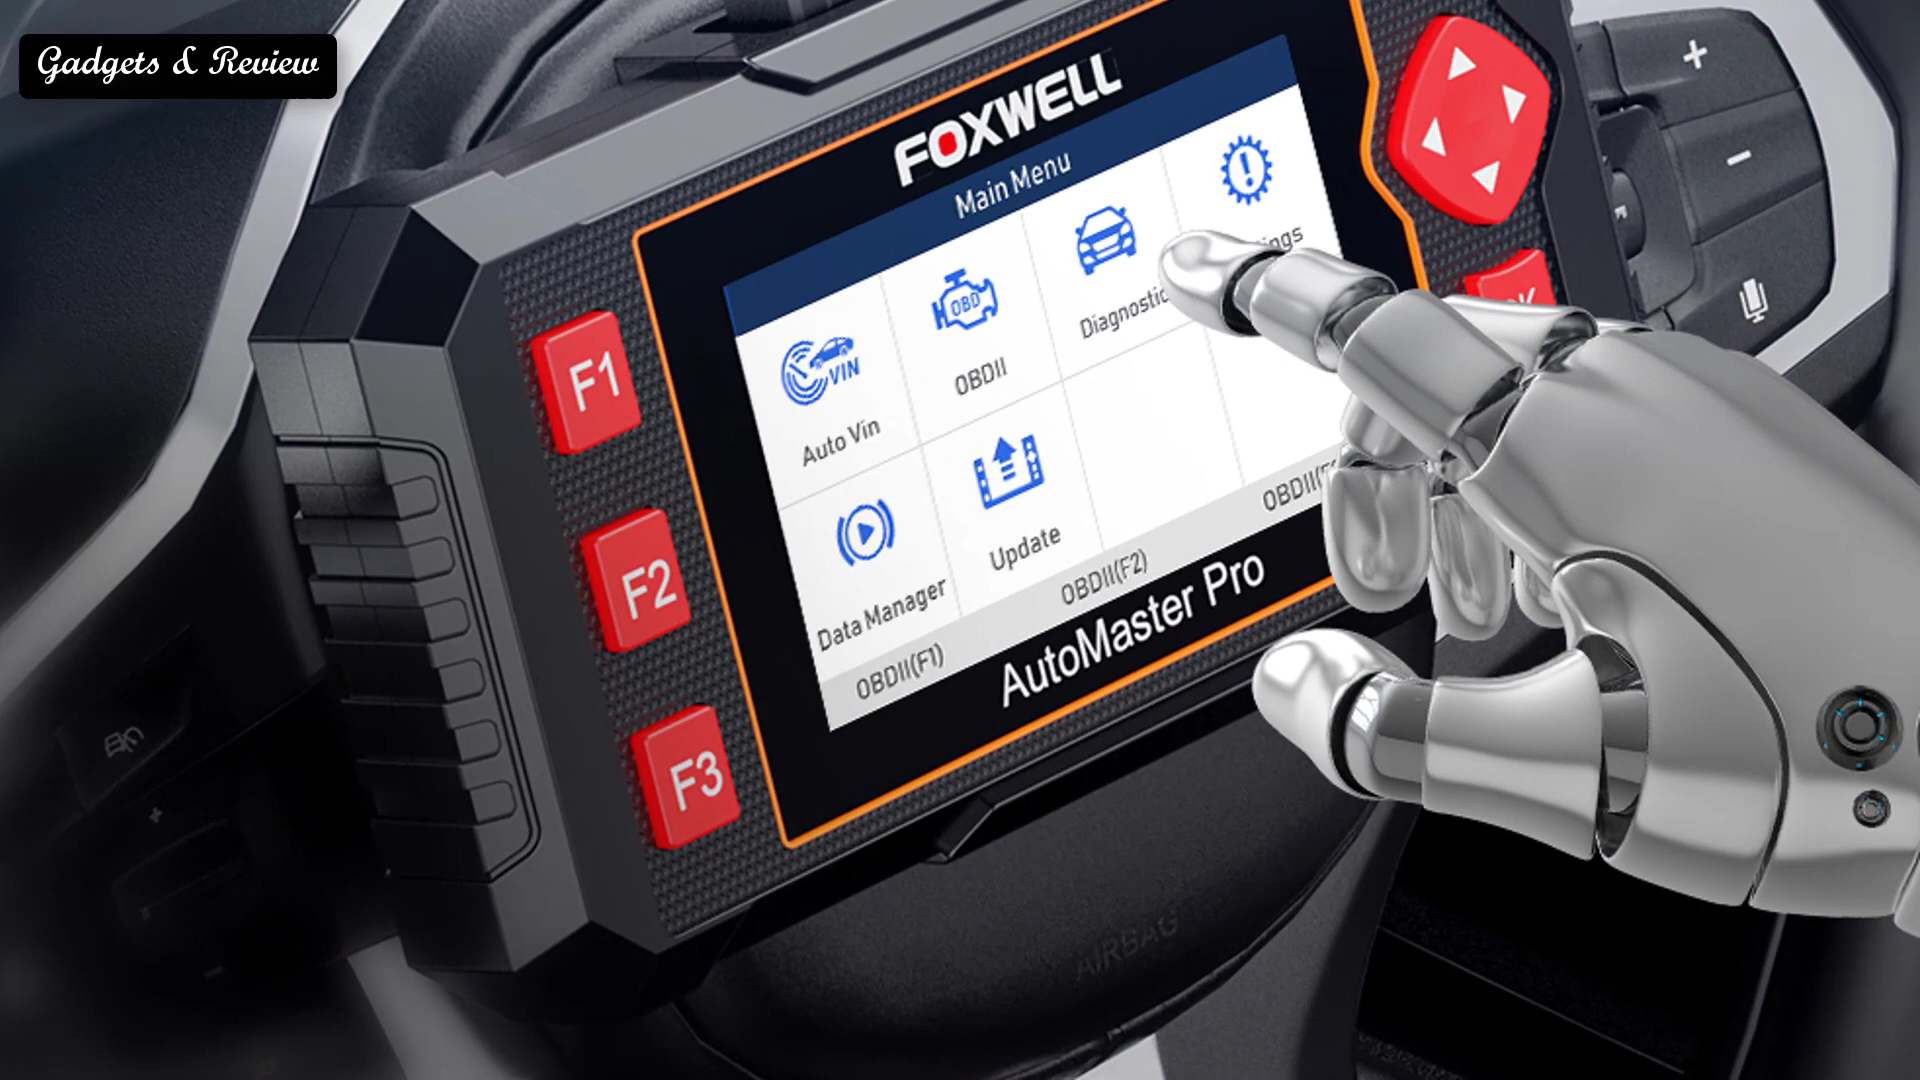 Gadgets & Review
FOXWELL
Main Menu
Auto Vin
VIN
OBD
OBDII
Diagnostic
Data Manager
Update
OBDII(F1)
OBDII(F2)
AutoMaster Pro
F1
F2
F3
AIRBAG